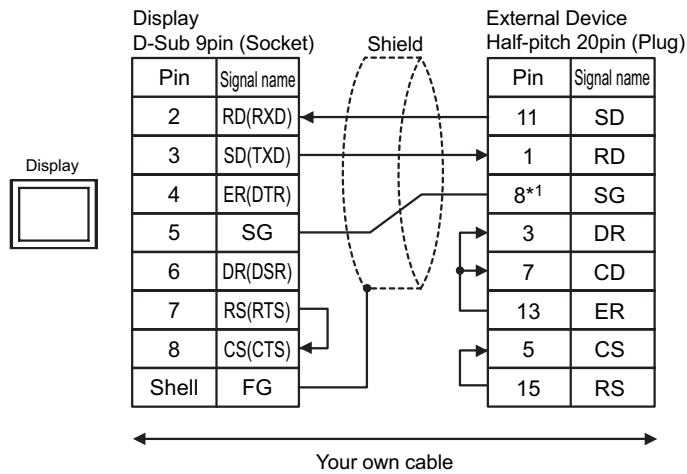 Display
D-Sub 9pin (Socket)
Shield
External Device
Half-pitch 20pin (Plug)
Pin Signal name
Pin Signal name
2 RD(RXD)
11 SD
3 SD(TXD)
1 RD
Display
4 ER(DTR)
8*1 SG
5 SG
3 DR
6 DR(DSR)
7 CD
7 RS(RTS)
13 ER
8 CS(CTS)
5 CS
Shell FG
15 RS
Your own cable